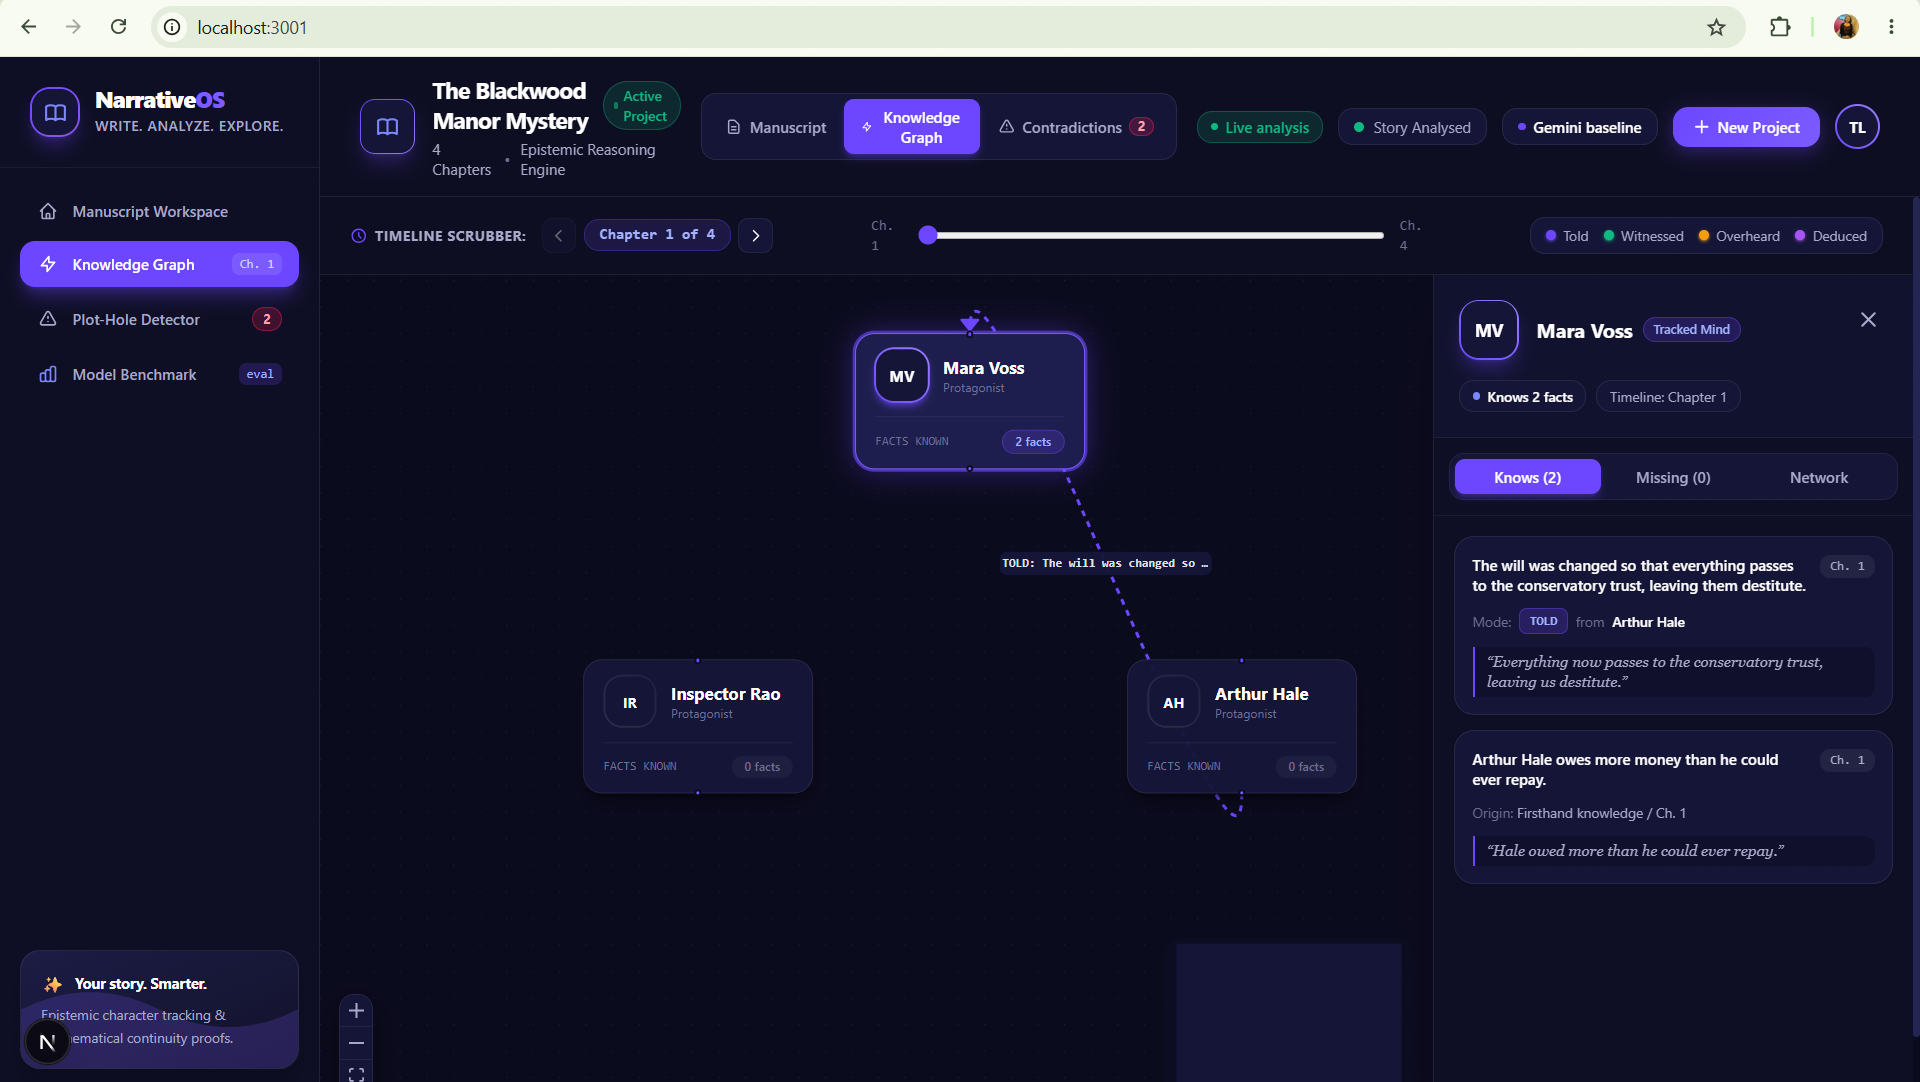 localhost:3001
NarrativeOS
WRITE. ANALYZE. EXPLORE.
Manuscript Workspace
Knowledge Graph
Ch. 1
Plot-Hole Detector
2
Model Benchmark
eval
Your story. Smarter.
Epistemic character tracking &
ematical continuity proofs.
N
The Blackwood
Manor Mystery
Active
Project
4
Chapters
•
Epistemic Reasoning
Engine
Manuscript
Knowledge
Graph
Contradictions
2
Live analysis
Story Analysed
Gemini baseline
+ New Project
TL
TIMELINE SCRUBBER:
Chapter 1 of 4
Ch.
1
Ch.
4
Told
Witnessed
Overheard
Deduced
MV
Mara Voss
Protagonist
FACTS KNOWN
2 facts
TOLD: The will was changed so …
IR
Inspector Rao
Protagonist
FACTS KNOWN
0 facts
AH
Arthur Hale
Protagonist
FACTS KNOWN
0 facts
MV
Mara Voss
Tracked Mind
Knows 2 facts
Timeline: Chapter 1
Knows (2)
Missing (0)
Network
The will was changed so that everything passes
to the conservatory trust, leaving them destitute.
Ch. 1
Mode: TOLD from Arthur Hale
“Everything now passes to the conservatory trust,
leaving us destitute.”
Arthur Hale owes more money than he could
ever repay.
Ch. 1
Origin: Firsthand knowledge / Ch. 1
“Hale owed more than he could ever repay.”